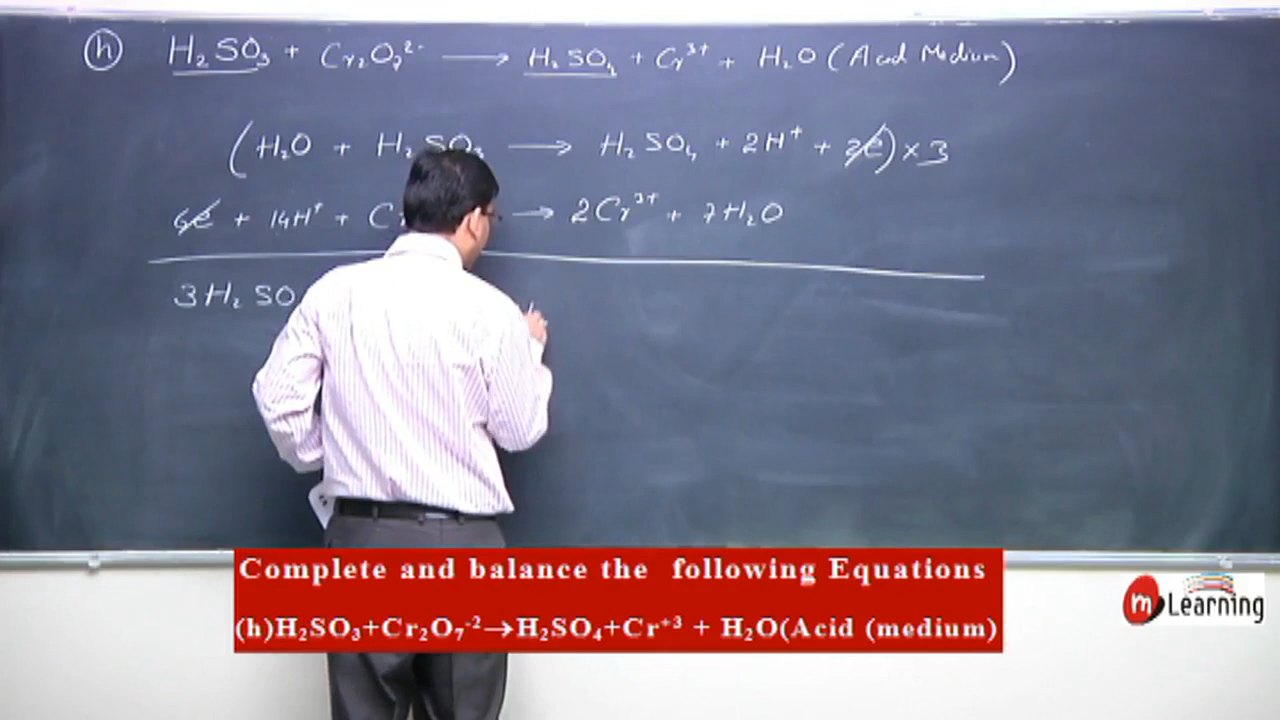 (h) H₂SO₃ + Cr₂O₇²⁻ ⟶ H₂SO₄ + Cr³⁺ + H₂O (Acid Medium)
(H₂O + H₂SO₃ ⟶ H₂SO₄ + 2H⁺ + 2e) × 3
6e + 14H⁺ + C ⟶ 2Cr³⁺ + 7H₂O
3H₂SO
Complete and balance the following Equations
(h)H₂SO₃+Cr₂O₇⁻²→H₂SO₄+Cr⁺³ + H₂O(Acid (medium)
m Learning